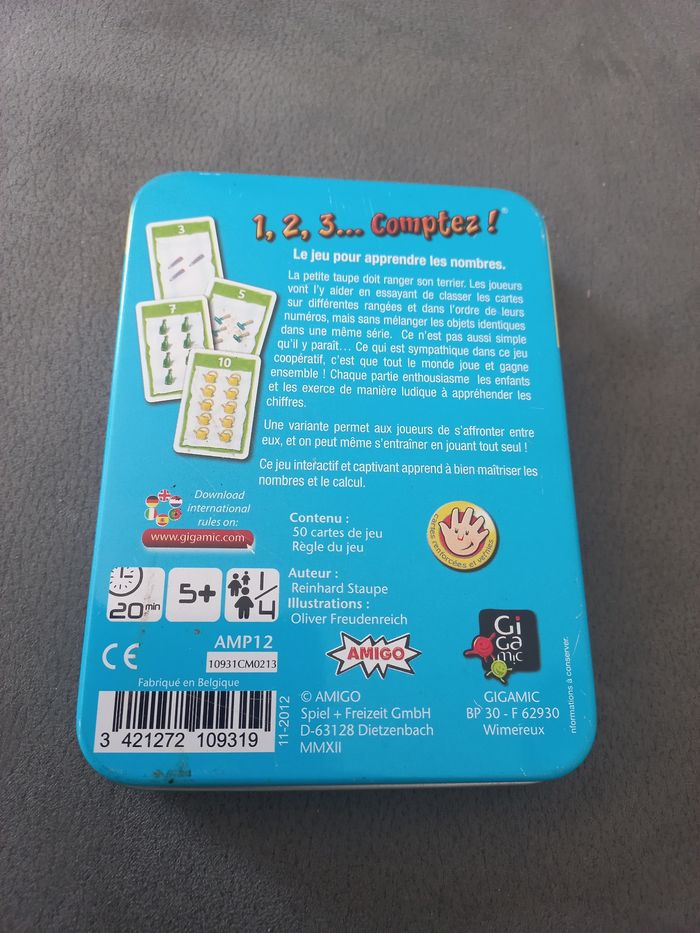 1, 2, 3... Comptez !®
Le jeu pour apprendre les nombres.
La petite taupe doit ranger son terrier. Les joueurs
vont l'y aider en essayant de classer les cartes
sur différentes rangées et dans l'ordre de leurs
numéros, mais sans mélanger les objets identiques
dans une même série. Ce n'est pas aussi simple
qu'il y paraît... Ce qui est sympathique dans ce jeu
coopératif, c'est que tout le monde joue et gagne
ensemble ! Chaque partie enthousiasme les enfants
et les exerce de manière ludique à appréhender les
chiffres.
Une variante permet aux joueurs de s'affronter entre
eux, et on peut même s'entraîner en jouant tout seul !
Ce jeu interactif et captivant apprend à bien maîtriser les
nombres et le calcul.
3
5
7
10
Download
international
rules on:
www.gigamic.com
Contenu :
50 cartes de jeu
Règle du jeu
cartes renforcées et vernies
20 min
5+
1/4
Auteur :
Reinhard Staupe
Illustrations :
Oliver Freudenreich
CE
AMP12
10931CM0213
Fabriqué en Belgique
AMIGO
GiGAMiC
3 421272 109319
11-2012
© AMIGO
Spiel + Freizeit GmbH
D-63128 Dietzenbach
MMXII
GIGAMIC
BP 30 - F 62930
Wimereux
nformations à conserver.